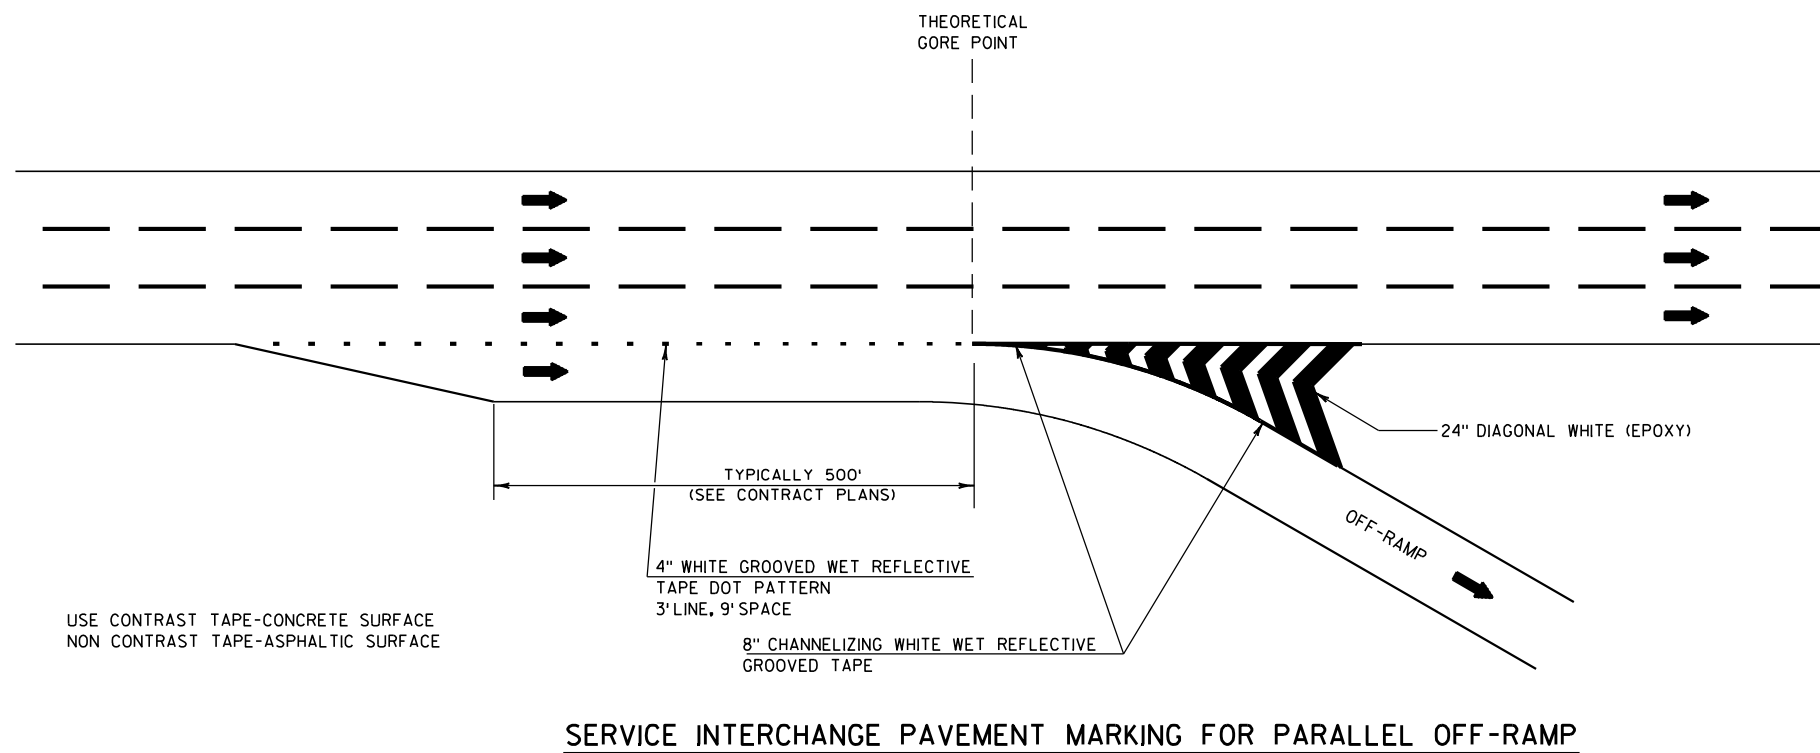 THEORETICAL
GORE POINT
24" DIAGONAL WHITE (EPOXY)
TYPICALLY 500'
(SEE CONTRACT PLANS)
OFF-RAMP
4" WHITE GROOVED WET REFLECTIVE
TAPE DOT PATTERN
3' LINE, 9' SPACE
USE CONTRAST TAPE-CONCRETE SURFACE
NON CONTRAST TAPE-ASPHALTIC SURFACE
8" CHANNELIZING WHITE WET REFLECTIVE
GROOVED TAPE
SERVICE INTERCHANGE PAVEMENT MARKING FOR PARALLEL OFF-RAMP